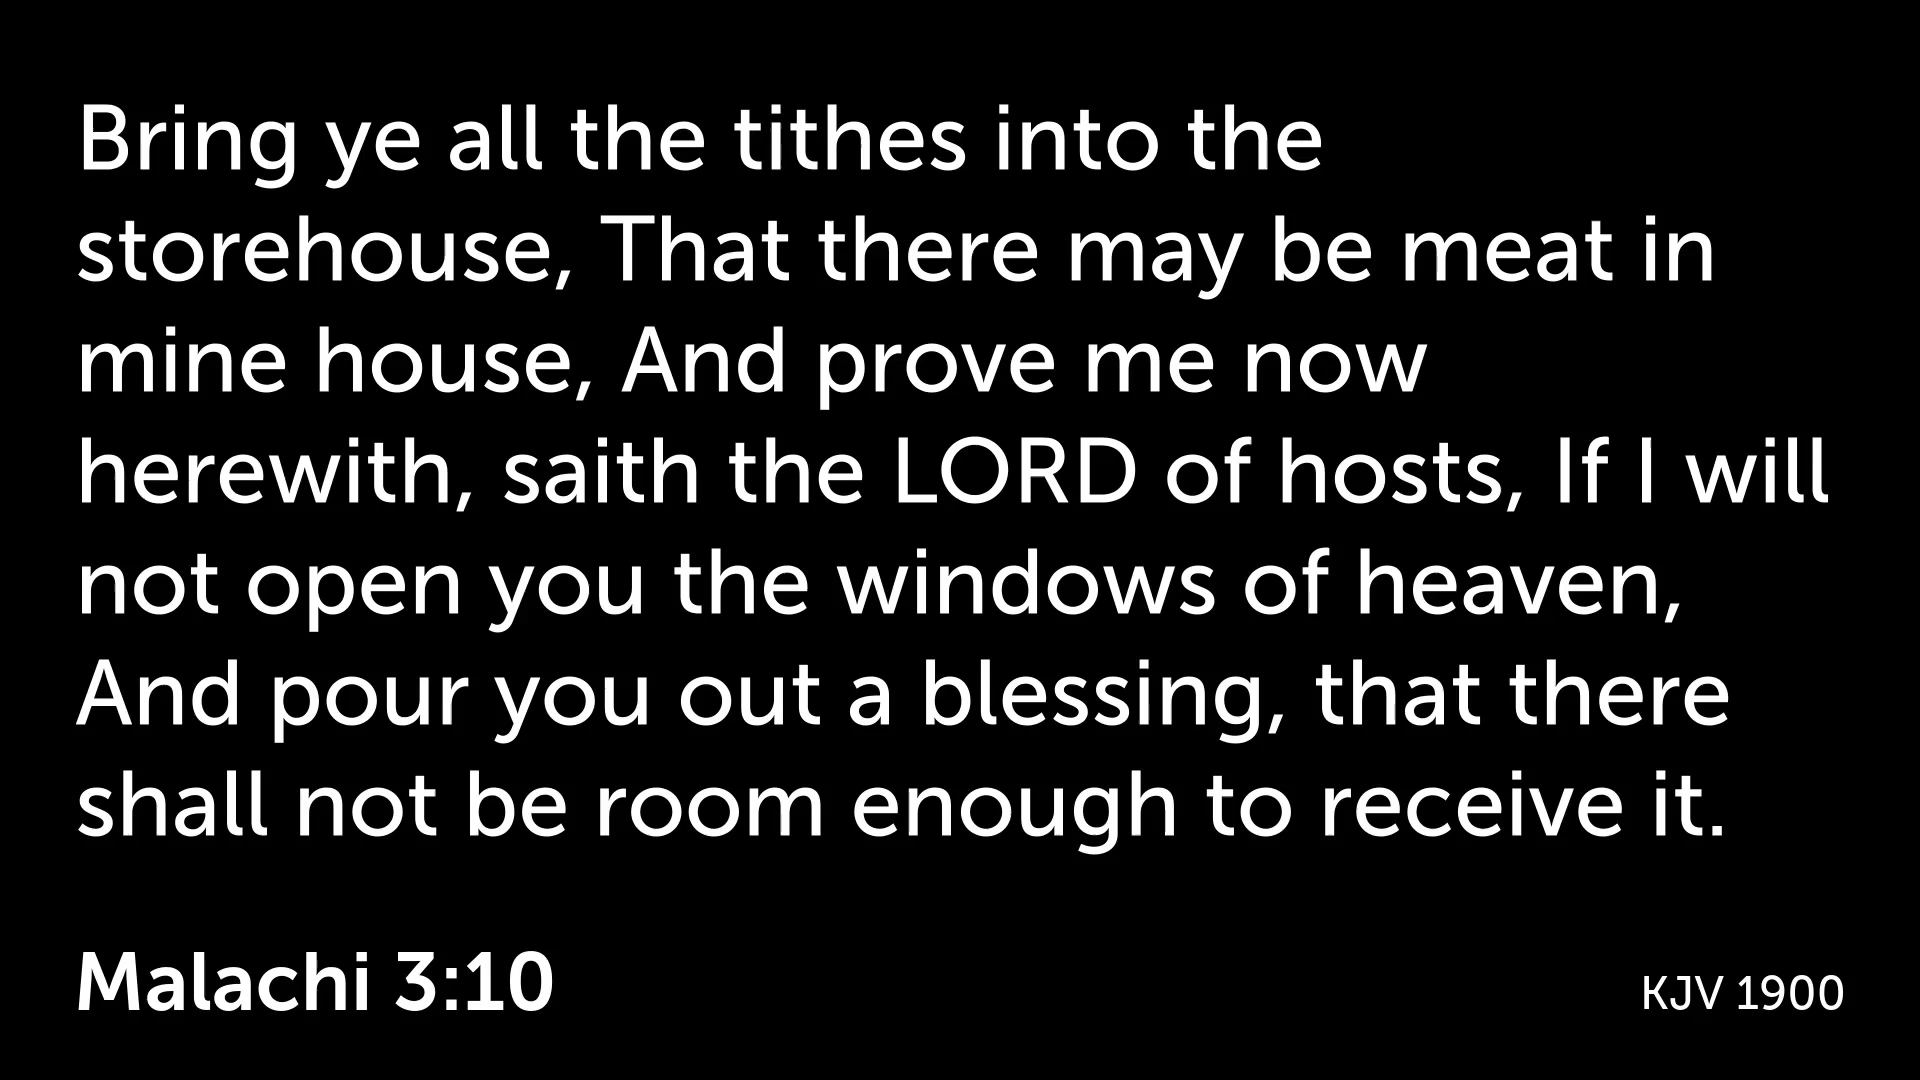 Bring ye all the tithes into the
storehouse, That there may be meat in
mine house, And prove me now
herewith, saith the LORD of hosts, If I will
not open you the windows of heaven,
And pour you out a blessing, that there
shall not be room enough to receive it.
Malachi 3:10
KJV 1900